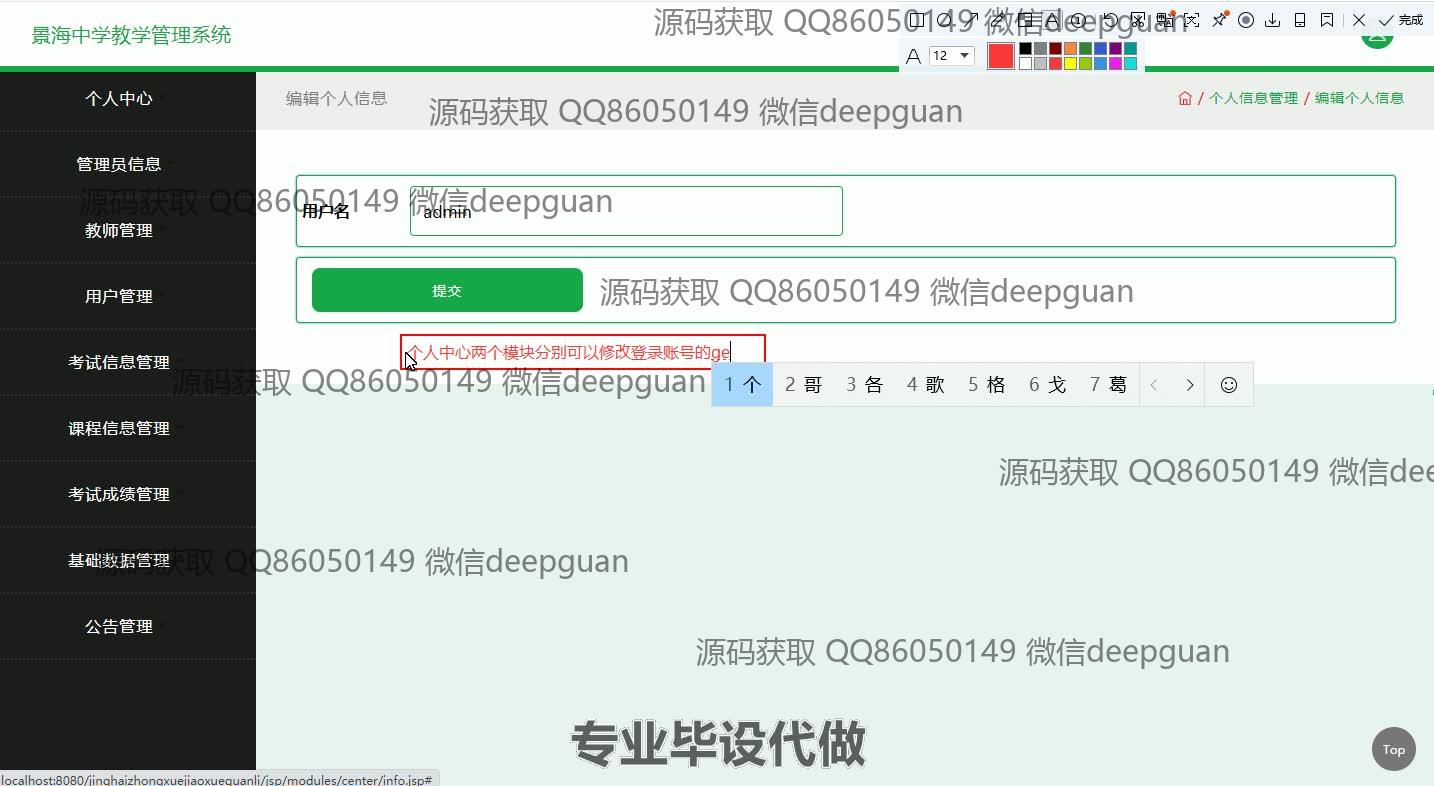 景海中学教学管理系统
源码获取 QQ86050149 微信deepguan
完成
12
个人中心
编辑个人信息
源码获取 QQ86050149 微信deepguan
/ 个人信息管理 / 编辑个人信息
管理员信息
源码获取 QQ86050149 微信deepguan
用户名
admin
教师管理
用户管理
提交
源码获取 QQ86050149 微信deepguan
个人中心两个模块分别可以修改登录账号的ge
考试信息管理
源码获取 QQ86050149 微信deepguan
1 个 2 哥 3 各 4 歌 5 格 6 戈 7 葛
课程信息管理
源码获取 QQ86050149 微信dee
考试成绩管理
基础数据管理
源码获取 QQ86050149 微信deepguan
公告管理
源码获取 QQ86050149 微信deepguan
专业毕设代做
Top
localhost:8080/jinghaizhongxuejiaoxueguanli/jsp/modules/center/info.jsp#